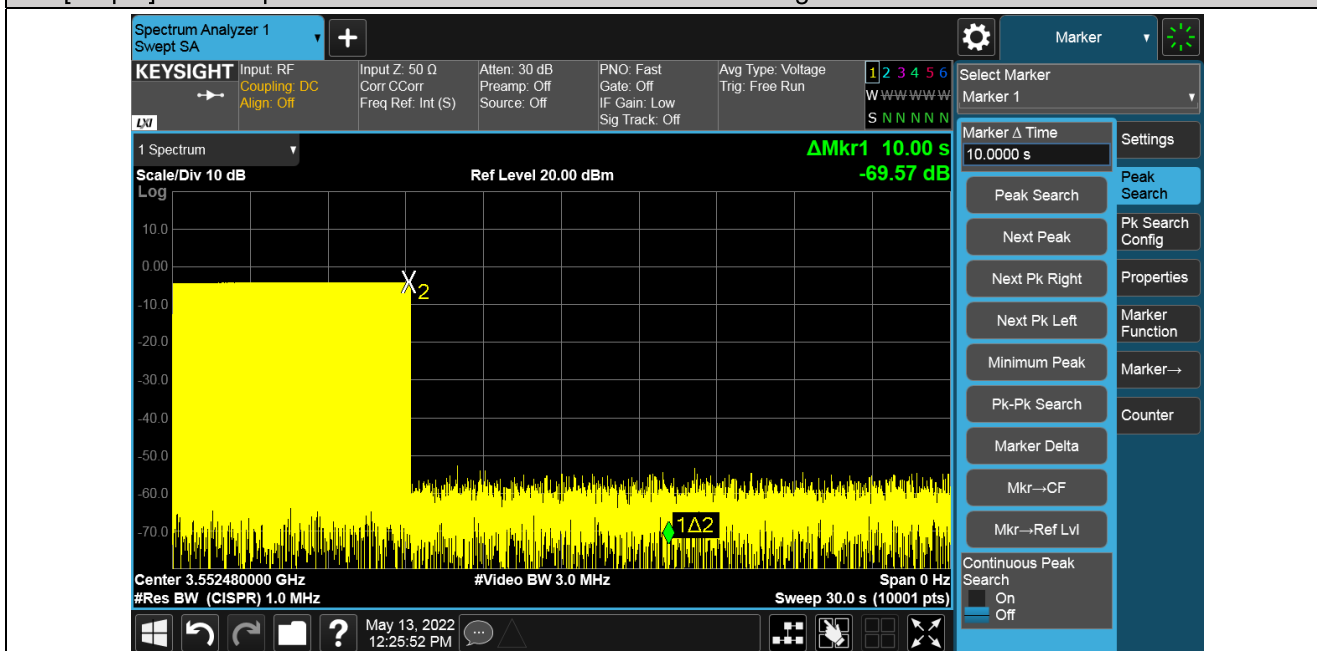 Spectrum Analyzer 1
Swept SA
Marker
KEYSIGHT
LXI
Input: RF
Coupling: DC
Align: Off
Input Z: 50 Ω
Corr CCorr
Freq Ref: Int (S)
Atten: 30 dB
Preamp: Off
Source: Off
PNO: Fast
Gate: Off
IF Gain: Low
Sig Track: Off
Avg Type: Voltage
Trig: Free Run
1 2 3 4 5 6
W W W W W W
S N N N N N
Select Marker
Marker 1
1 Spectrum
ΔMkr1 10.00 s
-69.57 dB
Scale/Div 10 dB
Ref Level 20.00 dBm
Log
10.0
0.00
-10.0
-20.0
-30.0
-40.0
-50.0
-60.0
-70.0
2
1Δ2
Center 3.552480000 GHz
#Video BW 3.0 MHz
Span 0 Hz
#Res BW (CISPR) 1.0 MHz
Sweep 30.0 s (10001 pts)
Marker Δ Time
10.0000 s
Peak Search
Next Peak
Next Pk Right
Next Pk Left
Minimum Peak
Pk-Pk Search
Marker Delta
Mkr→CF
Mkr→Ref Lvl
Continuous Peak
Search
On
Off
Settings
Peak
Search
Pk Search
Config
Properties
Marker
Function
Marker→
Counter
?
May 13, 2022
12:25:52 PM